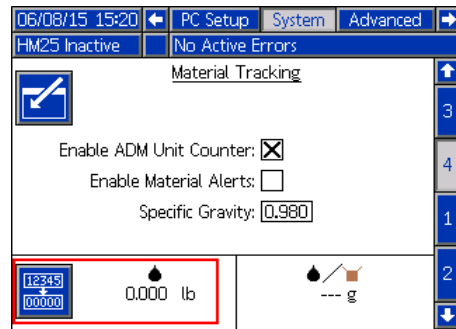 06/08/15 15:20 PC Setup System Advanced
HM25 Inactive No Active Errors
Material Tracking
3
Enable ADM Unit Counter:
4
Enable Material Alerts:
Specific Gravity: 0.980
1
12345
00000
0.000 lb
--- g
2